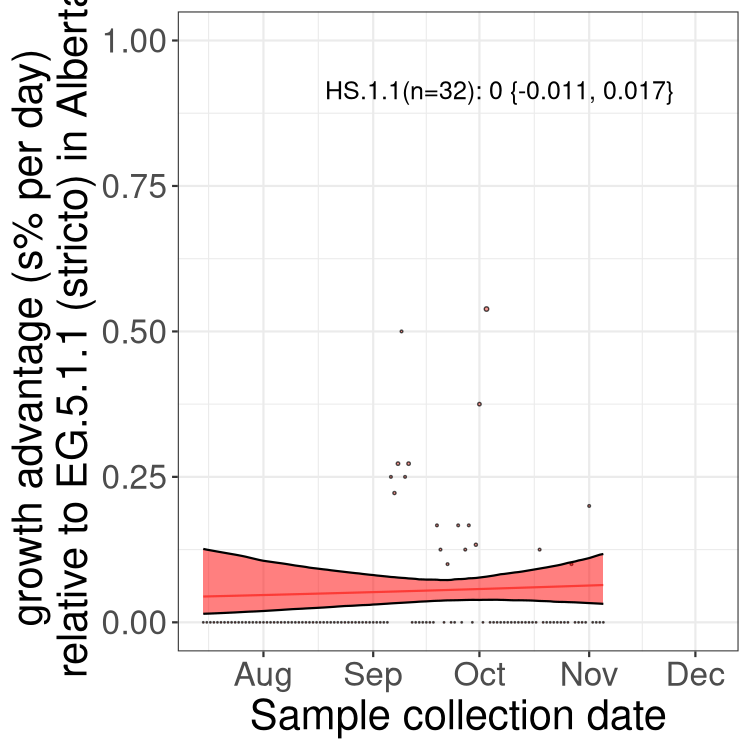 growth advantage (s% per day)
relative to EG.5.1.1 (stricto) in Alberta
1.00
0.75
0.50
0.25
0.00
HS.1.1(n=32): 0 {-0.011, 0.017}
Aug Sep Oct Nov Dec
Sample collection date